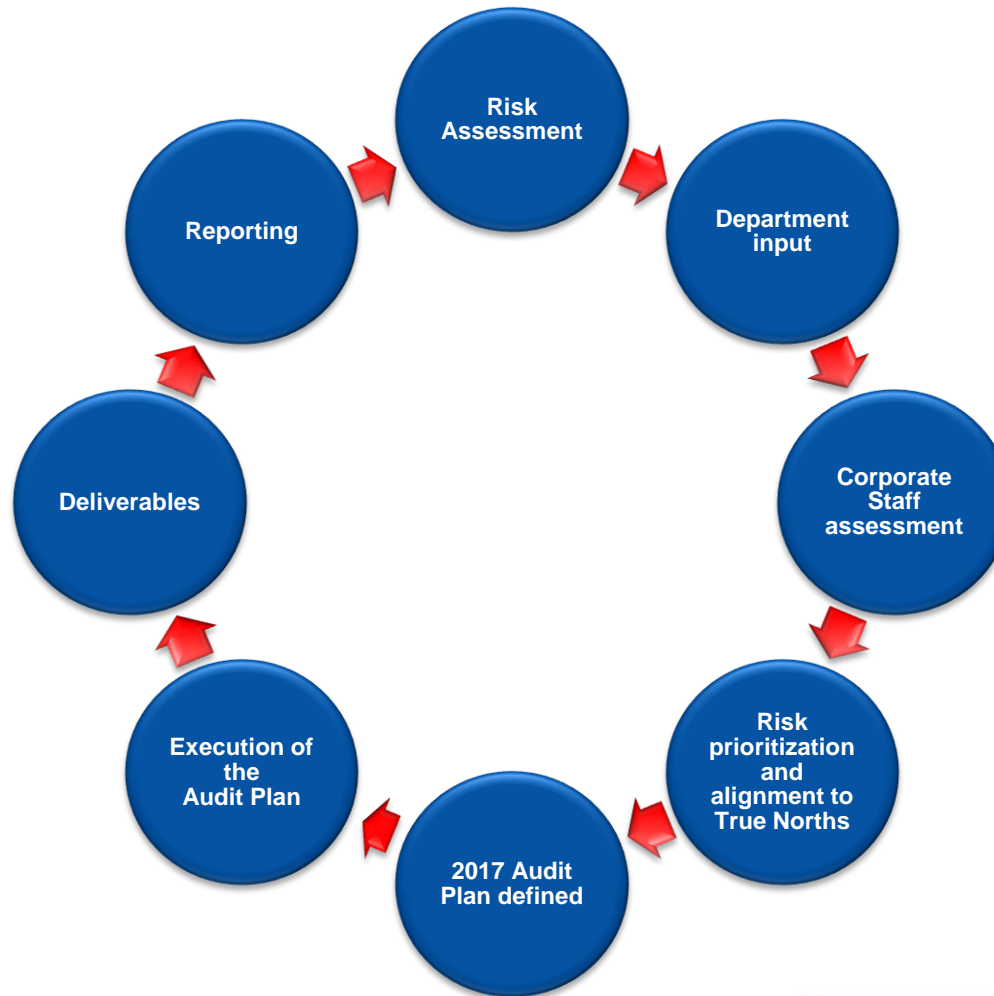 Risk
Assessment
Department
input
Corporate
Staff
assessment
Risk
prioritization
and
alignment to
True Norths
2017 Audit
Plan defined
Execution of
the
Audit Plan
Deliverables
Reporting